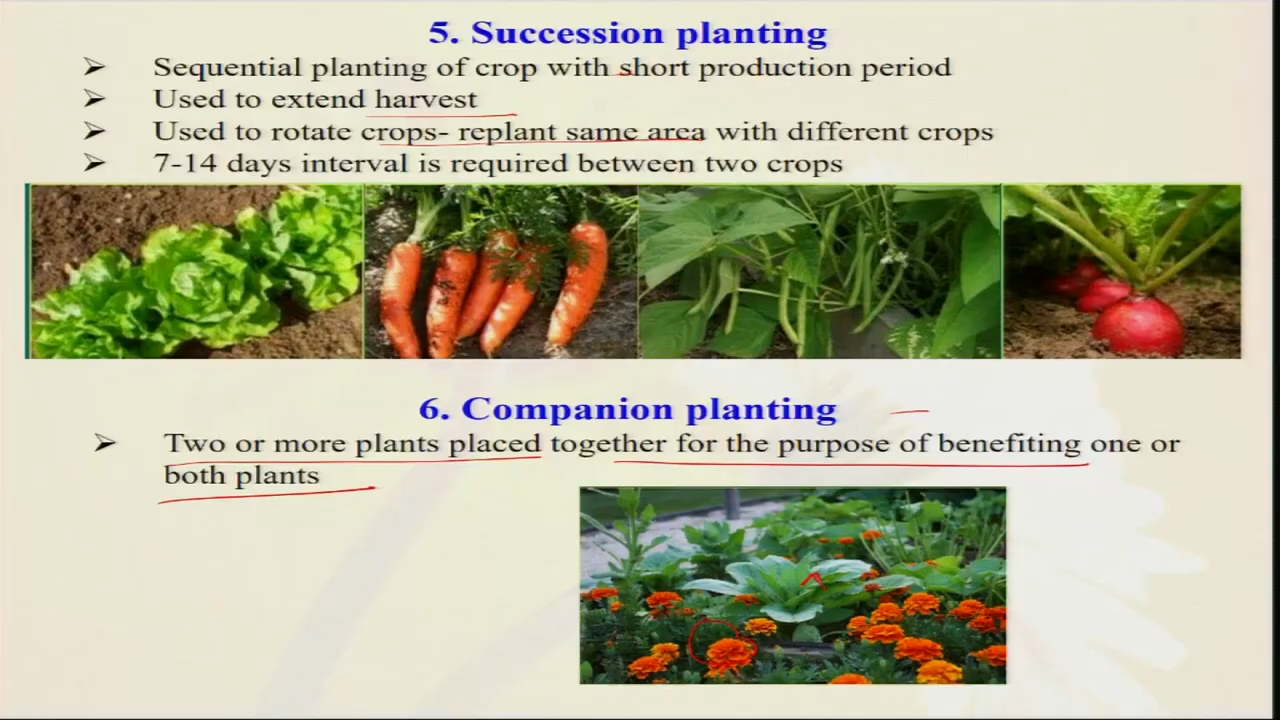 5. Succession planting
➢ Sequential planting of crop with short production period
➢ Used to extend harvest
➢ Used to rotate crops- replant same area with different crops
➢ 7-14 days interval is required between two crops
6. Companion planting
➢ Two or more plants placed together for the purpose of benefiting one or
both plants